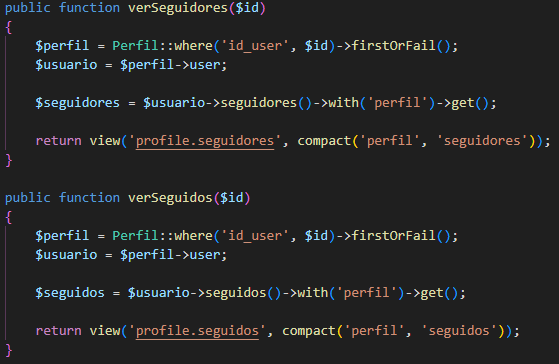 public function verSeguidores($id)
{
    $perfil = Perfil::where('id_user', $id)->firstOrFail();
    $usuario = $perfil->user;

    $seguidores = $usuario->seguidores()->with('perfil')->get();

    return view('profile.seguidores', compact('perfil', 'seguidores'));
}

public function verSeguidos($id)
{
    $perfil = Perfil::where('id_user', $id)->firstOrFail();
    $usuario = $perfil->user;

    $seguidos = $usuario->seguidos()->with('perfil')->get();

    return view('profile.seguidos', compact('perfil', 'seguidos'));
}